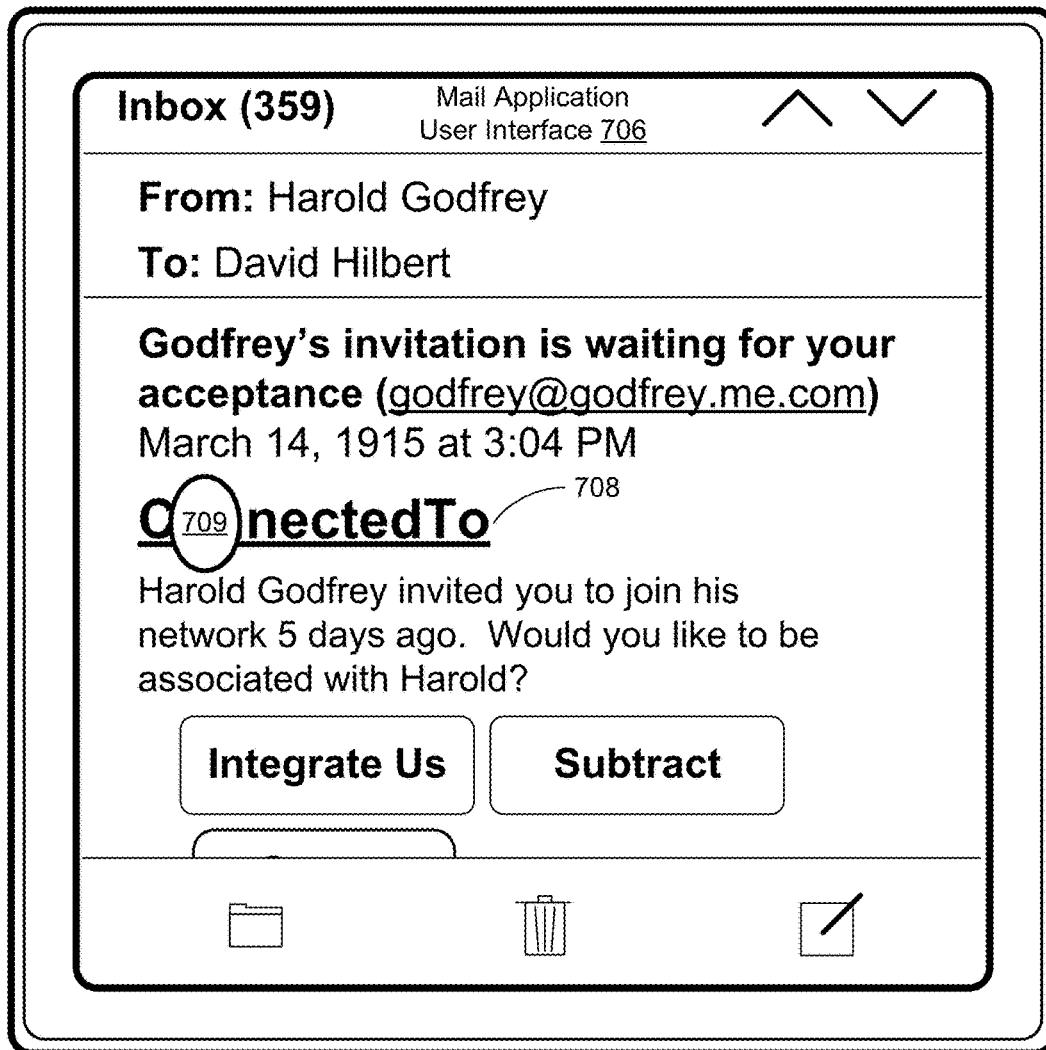 Inbox (359)
Mail Application
User Interface 706
From: Harold Godfrey
To: David Hilbert
Godfrey's invitation is waiting for your
acceptance (godfrey@godfrey.me.com)
March 14, 1915 at 3:04 PM
708
C 709 nectedTo
Harold Godfrey invited you to join his
network 5 days ago.  Would you like to be
associated with Harold?
Integrate Us
Subtract